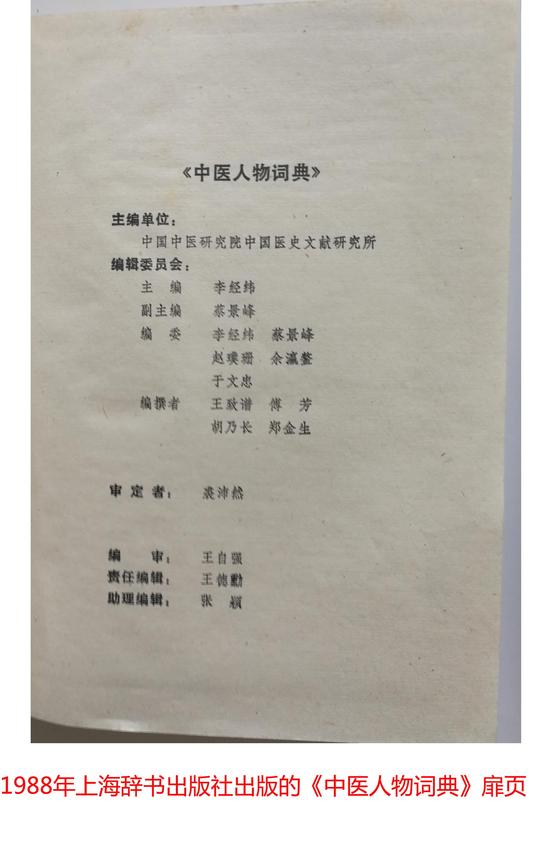 《中医人物词典》
主编单位：
中国中医研究院中国医史文献研究所
编辑委员会：
主 编 李经纬
副主编 蔡景峰
编 委 李经纬 蔡景峰
赵璞珊 余瀛鳌
于文忠
编撰者 王致谱 傅 芳
胡乃长 郑金生
审定者： 裘沛然
编 审： 王自强
责任编辑： 王德勳
助理编辑： 张 颖
1988年上海辞书出版社出版的《中医人物词典》扉页